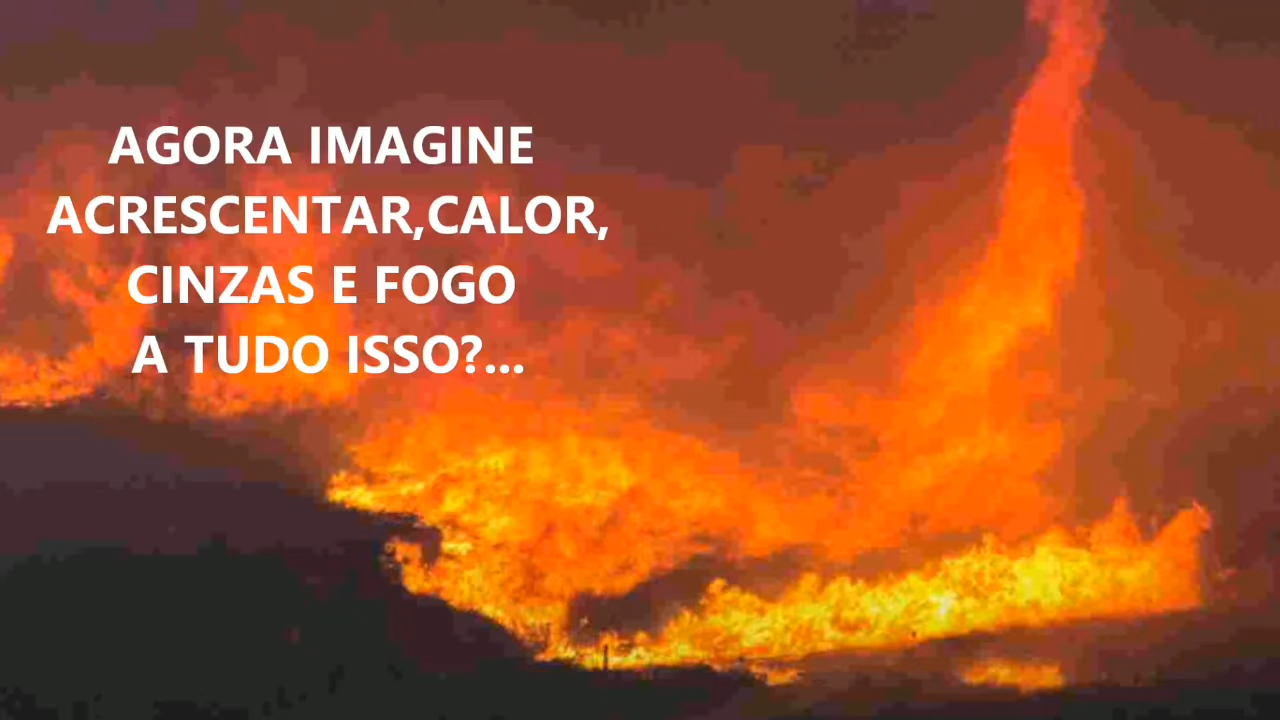 AGORA IMAGINE
ACRESCENTAR,CALOR,
CINZAS E FOGO
A TUDO ISSO?...